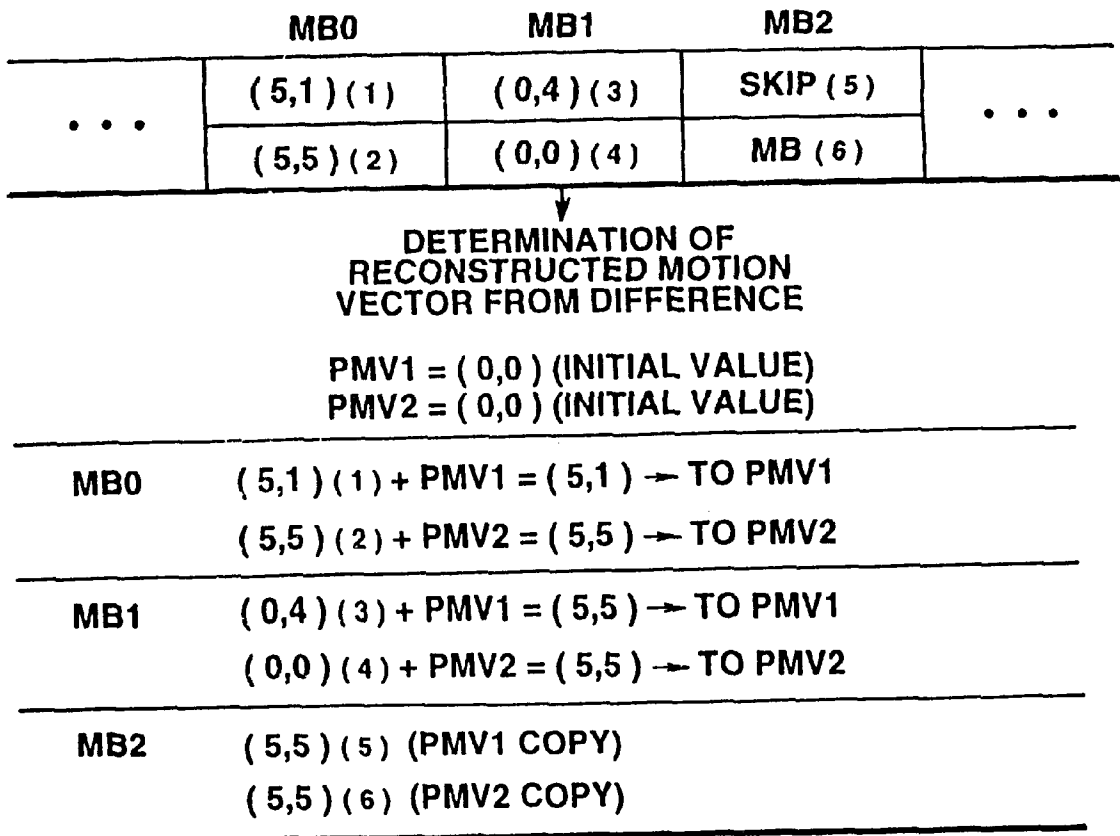 MB0 MB1 MB2
• • • ( 5,1 ) ( 1 ) ( 0,4 ) ( 3 ) SKIP ( 5 ) • • •
( 5,5 ) ( 2 ) ( 0,0 ) ( 4 ) MB ( 6 )
DETERMINATION OF
RECONSTRUCTED MOTION
VECTOR FROM DIFFERENCE
PMV1 = ( 0,0 ) (INITIAL VALUE)
PMV2 = ( 0,0 ) (INITIAL VALUE)
MB0 ( 5,1 ) ( 1 ) + PMV1 = ( 5,1 ) → TO PMV1
( 5,5 ) ( 2 ) + PMV2 = ( 5,5 ) → TO PMV2
MB1 ( 0,4 ) ( 3 ) + PMV1 = ( 5,5 ) → TO PMV1
( 0,0 ) ( 4 ) + PMV2 = ( 5,5 ) → TO PMV2
MB2 ( 5,5 ) ( 5 ) (PMV1 COPY)
( 5,5 ) ( 6 ) (PMV2 COPY)